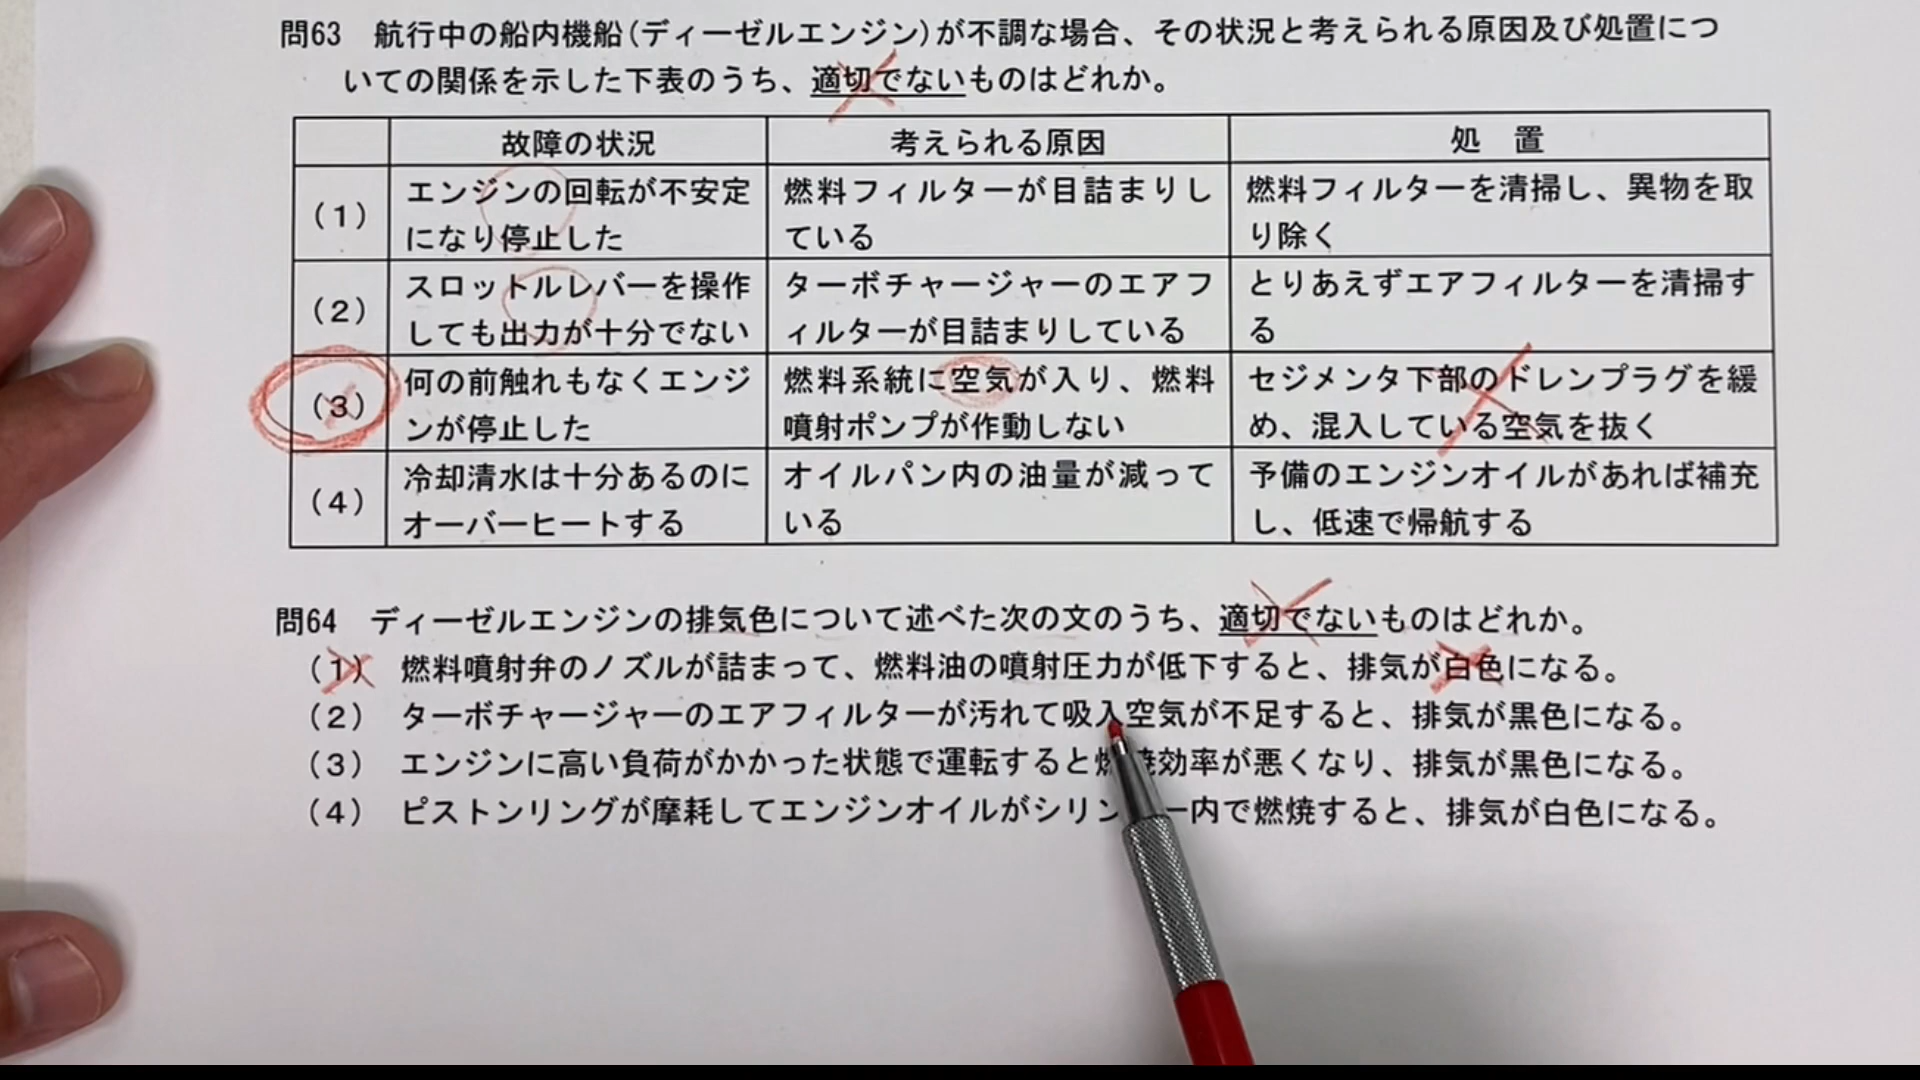 問63 航行中の船内機船(ディーゼルエンジン)が不調な場合、その状況と考えられる原因及び処置につ
いての関係を示した下表のうち、適切でないものはどれか。
故障の状況 考えられる原因 処 置
(1) エンジンの回転が不安定 燃料フィルターが目詰まりし 燃料フィルターを清掃し、異物を取
になり停止した ている り除く
(2) スロットルレバーを操作 ターボチャージャーのエアフ とりあえずエアフィルターを清掃す
しても出力が十分でない ィルターが目詰まりしている る
(3) 何の前触れもなくエンジ 燃料系統に空気が入り、燃料 セジメンタ下部のドレンプラグを緩
ンが停止した 噴射ポンプが作動しない め、混入している空気を抜く
(4) 冷却清水は十分あるのに オイルパン内の油量が減って 予備のエンジンオイルがあれば補充
オーバーヒートする いる し、低速で帰航する
問64 ディーゼルエンジンの排気色について述べた次の文のうち、適切でないものはどれか。
(1) 燃料噴射弁のノズルが詰まって、燃料油の噴射圧力が低下すると、排気が白色になる。
(2) ターボチャージャーのエアフィルターが汚れて吸入空気が不足すると、排気が黒色になる。
(3) エンジンに高い負荷がかかった状態で運転すると燃焼効率が悪くなり、排気が黒色になる。
(4) ピストンリングが摩耗してエンジンオイルがシリンー内で燃焼すると、排気が白色になる。